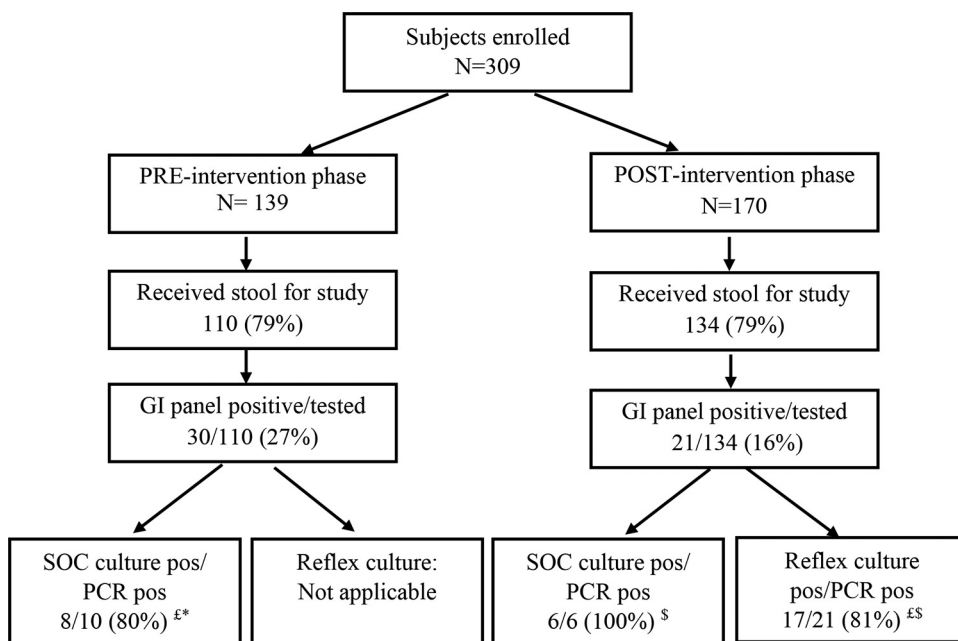 Subjects enrolled
N=309
PRE-intervention phase
N= 139
POST-intervention phase
N=170
Received stool for study
110 (79%)
Received stool for study
134 (79%)
GI panel positive/tested
30/110 (27%)
GI panel positive/tested
21/134 (16%)
SOC culture pos/
PCR pos
8/10 (80%) £*
Reflex culture:
Not applicable
SOC culture pos/
PCR pos
6/6 (100%) $
Reflex culture
pos/PCR pos
17/21 (81%) £$